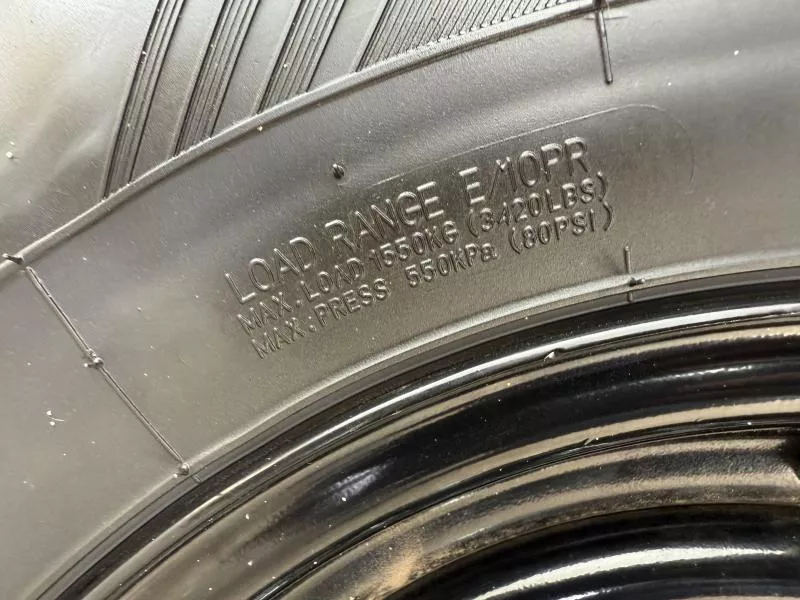 LOAD RANGE E/10PR
MAX. LOAD 1550KG (3420LBS)
MAX. PRESS 550kPa (80PSI)